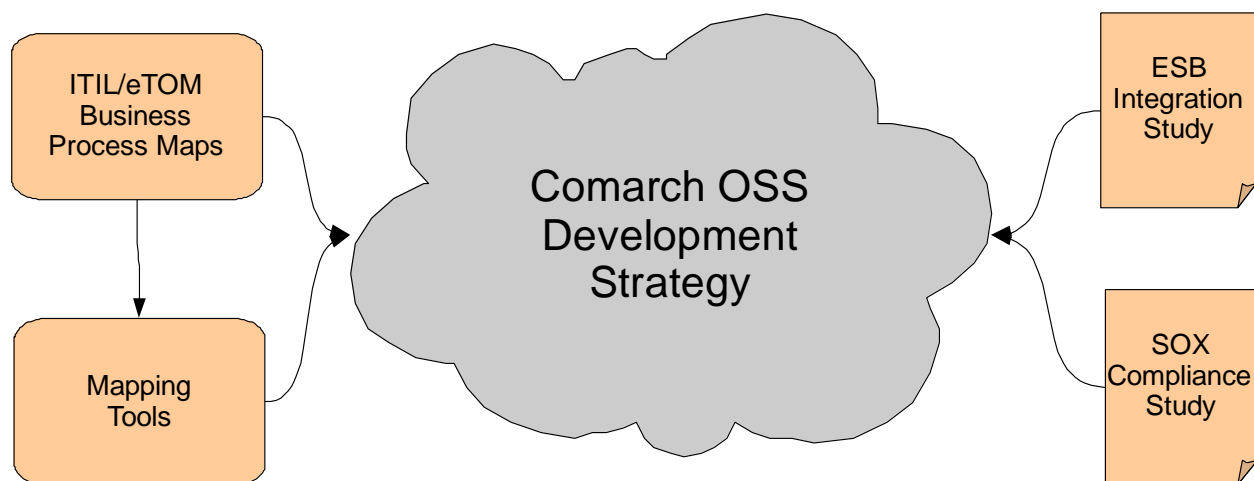 ITIL/eTOM
Business
Process Maps
Mapping
Tools
Comarch OSS
Development
Strategy
ESB
Integration
Study
SOX
Compliance
Study